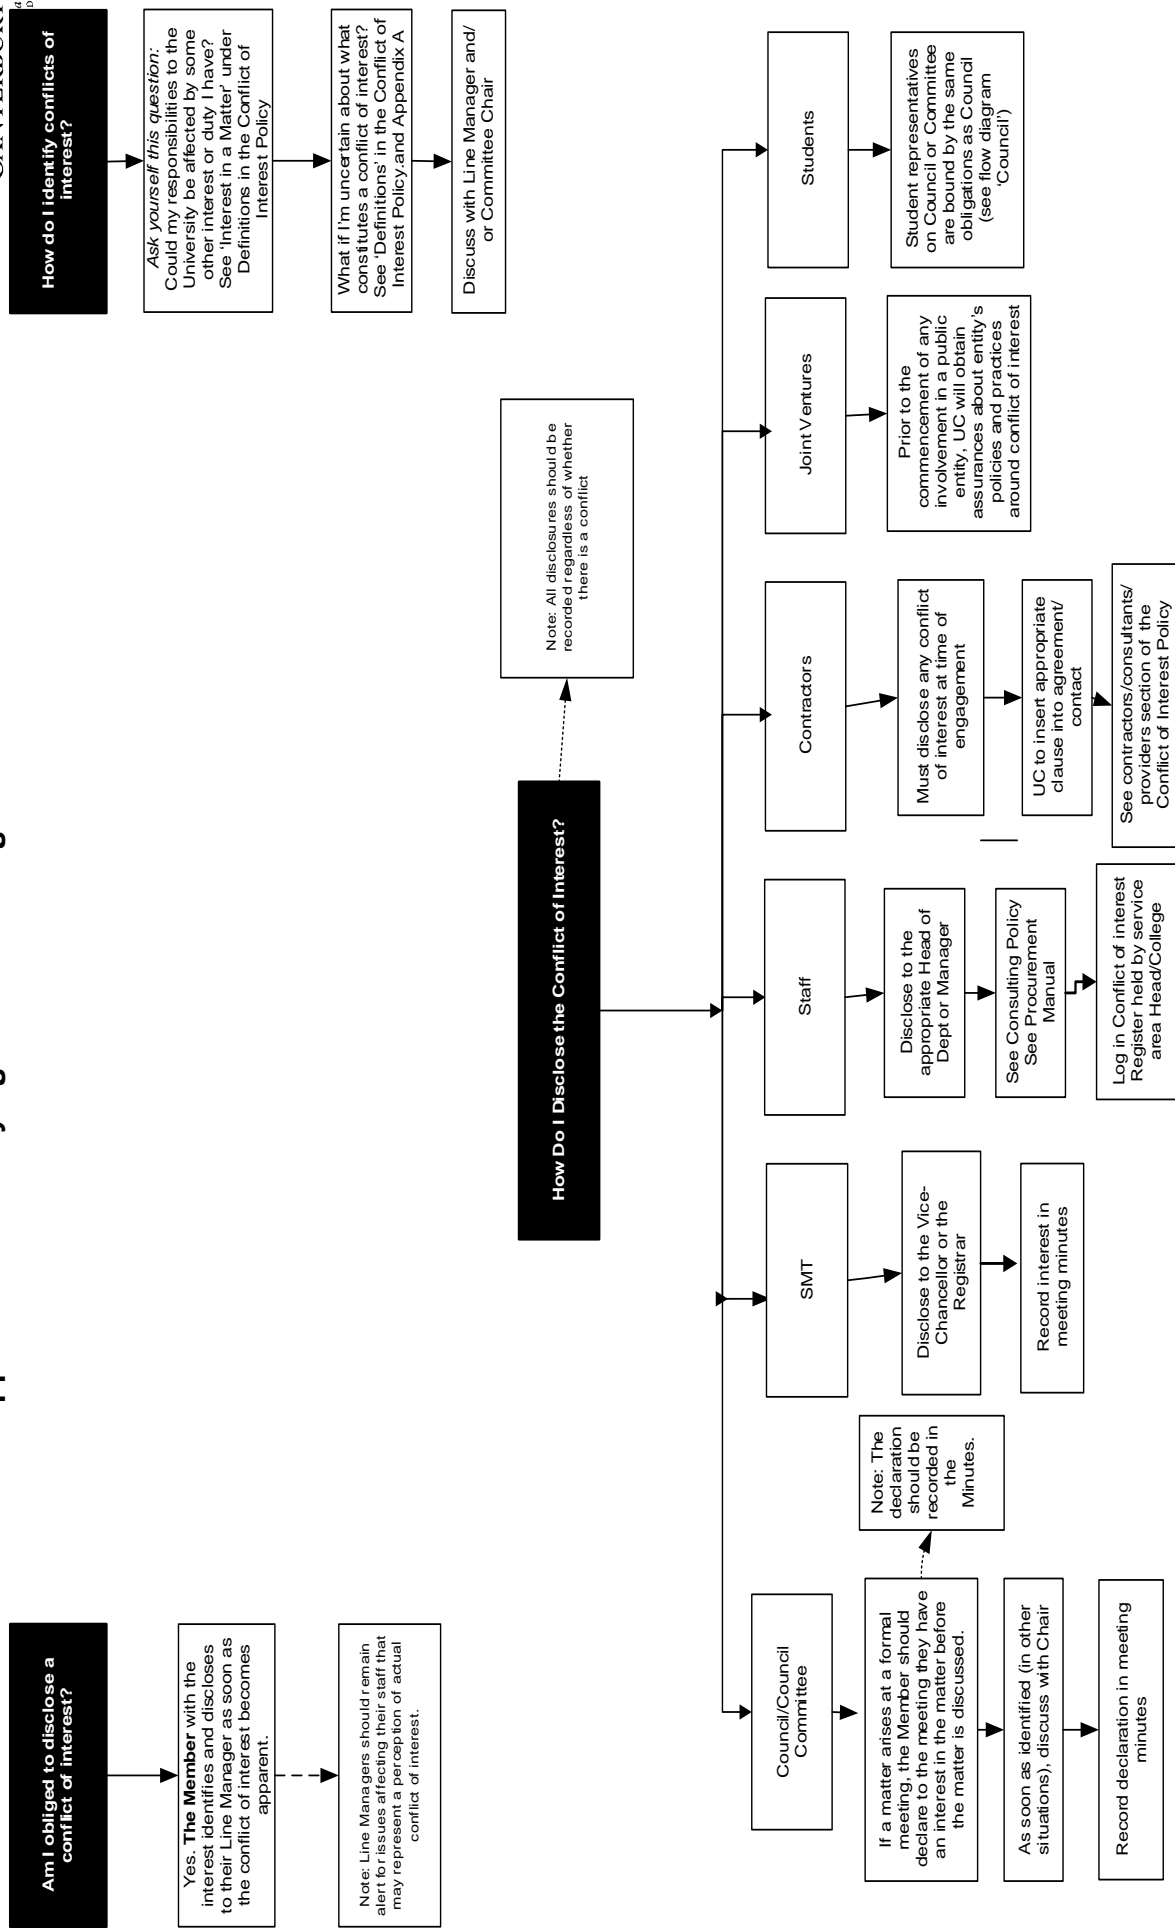 Am I obliged to disclose a
conflict of interest?
Yes. The Member with the
interest identifies and discloses
to their Line Manager as soon as
the conflict of interest becomes
apparent.
Note: Line Managers should remain
alert for issues affecting their staff that
may represent a perception of actual
conflict of interest.
How do I identify conflicts of
interest?
Ask yourself this question:
Could my responsibilities to the
University be affected by some
other interest or duty I have?
See ‘Interest in a Matter’ under
Definitions in the Conflict of
Interest Policy
What if I’m uncertain about what
constitutes a conflict of interest?
See ‘Definitions’ in the Conflict of
Interest Policy.and Appendix A
Discuss with Line Manager and/
or Committee Chair
How Do I Disclose the Conflict of Interest?
Note: All disclosures should be
recorded regardless of whether
there is a conflict
Council/Council
Committee
If a matter arises at a formal
meeting, the Member should
declare to the meeting they have
an interest in the matter before
the matter is discussed.
Note: The
declaration
should be
recorded in
the
Minutes.
As soon as identified (in other
situations), discuss with Chair
Record declaration in meeting
minutes
SMT
Disclose to the Vice-
Chancellor or the
Registrar
Record interest in
meeting minutes
Staff
Disclose to the
appropriate Head of
Dept or Manager
See Consulting Policy
See Procurement
Manual
Log in Conflict of interest
Register held by service
area Head/College
Contractors
Must disclose any conflict
of interest at time of
engagement
UC to insert appropriate
clause into agreement/
contact
See contractors/consultants/
providers section of the
Conflict of Interest Policy
Joint Ventures
Prior to the
commencement of any
involvement in a public
entity, UC will obtain
assurances about entity’s
policies and practices
around conflict of interest
Students
Student representatives
on Council or Committee
are bound by the same
obligations as Council
(see flow diagram
‘Council’)